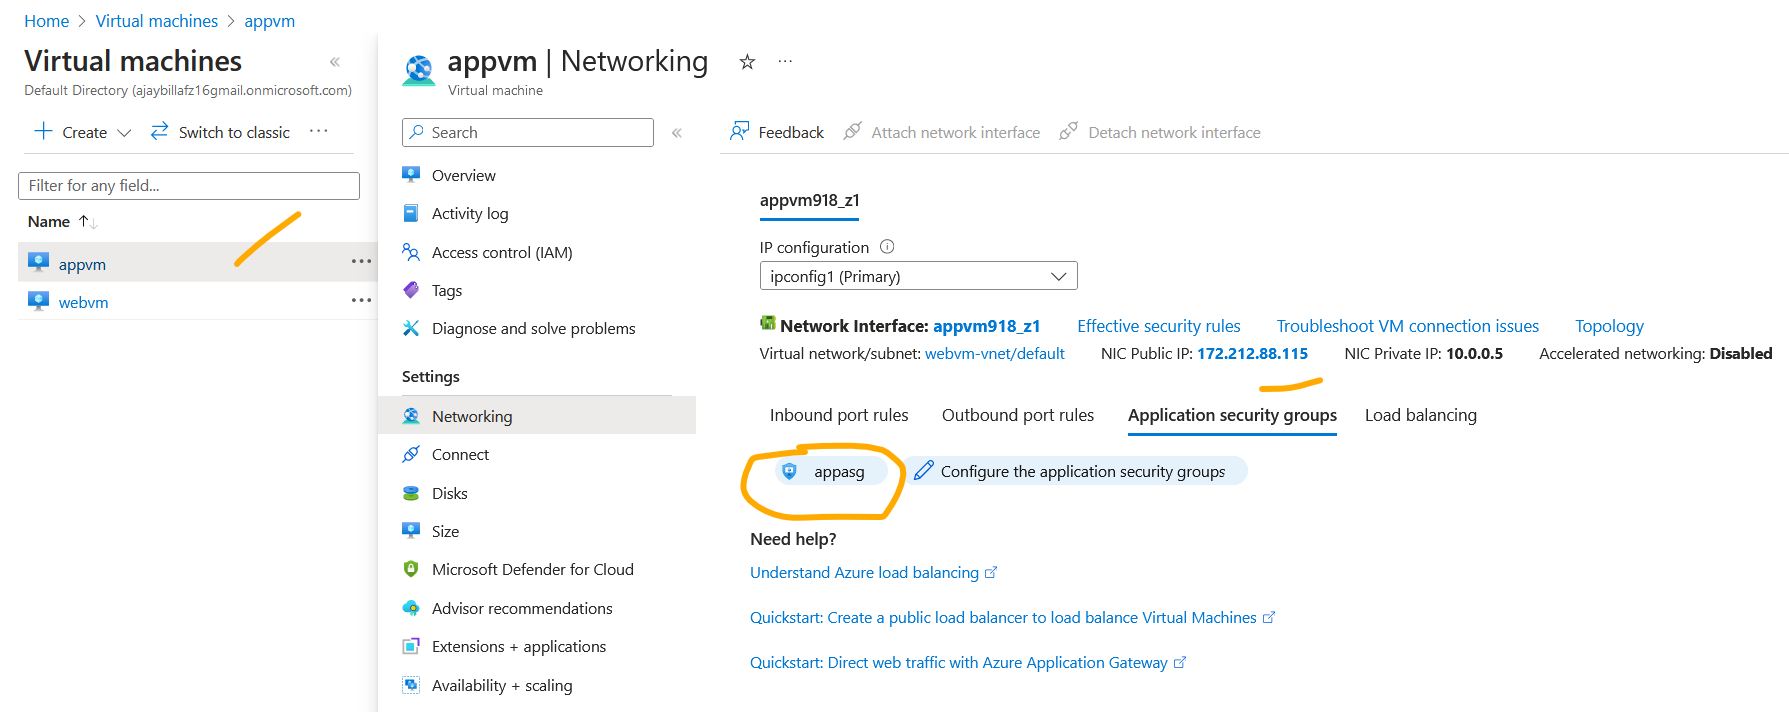 Home > Virtual machines > appvm
Virtual machines
Default Directory (ajaybillafz16gmail.onmicrosoft.com)
Create
Switch to classic
Filter for any field...
Name
appvm
webvm
appvm | Networking
Virtual machine
Search
Overview
Activity log
Access control (IAM)
Tags
Diagnose and solve problems
Settings
Networking
Connect
Disks
Size
Microsoft Defender for Cloud
Advisor recommendations
Extensions + applications
Availability + scaling
Feedback Attach network interface Detach network interface
appvm918_z1
IP configuration
ipconfig1 (Primary)
Network Interface: appvm918_z1 Effective security rules Troubleshoot VM connection issues Topology
Virtual network/subnet: webvm-vnet/default NIC Public IP: 172.212.88.115 NIC Private IP: 10.0.0.5 Accelerated networking: Disabled
Inbound port rules Outbound port rules Application security groups Load balancing
appasg Configure the application security groups
Need help?
Understand Azure load balancing
Quickstart: Create a public load balancer to load balance Virtual Machines
Quickstart: Direct web traffic with Azure Application Gateway